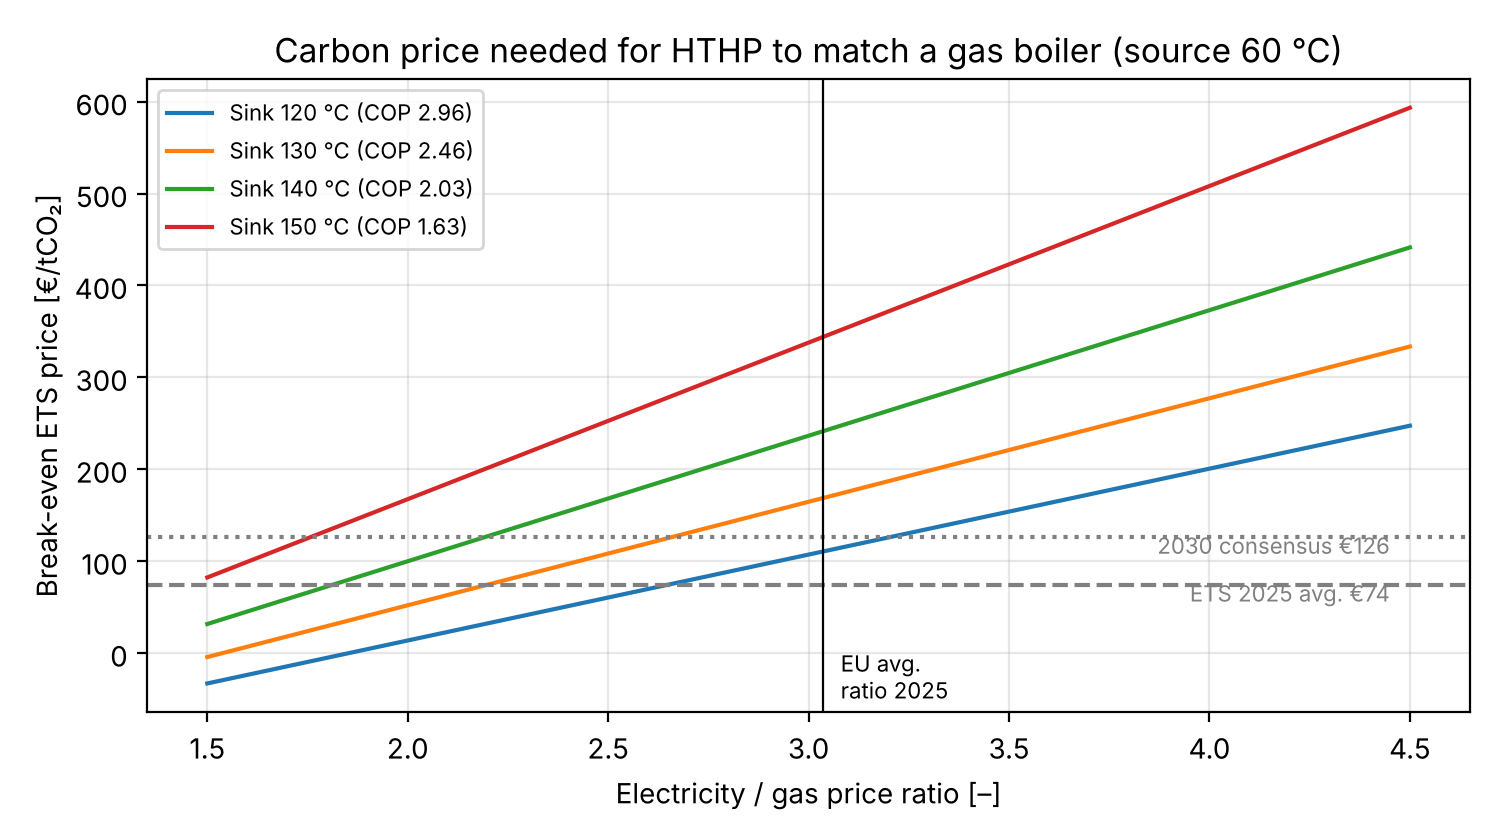 Carbon price needed for HTHP to match a gas boiler (source 60 °C)
Break-even ETS price [€/tCO₂]
600
500
400
300
200
100
0
Sink 120 °C (COP 2.96)
Sink 130 °C (COP 2.46)
Sink 140 °C (COP 2.03)
Sink 150 °C (COP 1.63)
2030 consensus €126
ETS 2025 avg. €74
EU avg.
ratio 2025
1.5 2.0 2.5 3.0 3.5 4.0 4.5
Electricity / gas price ratio [–]